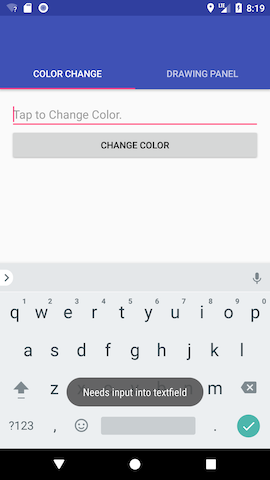 LTE 8:19
COLOR CHANGE DRAWING PANEL
Tap to Change Color.
CHANGE COLOR
1 2 3 4 5 6 7 8 9 0
q w e r t y u i o p
a s d f g h j k l
z m
Needs input into textfield
?123 , .